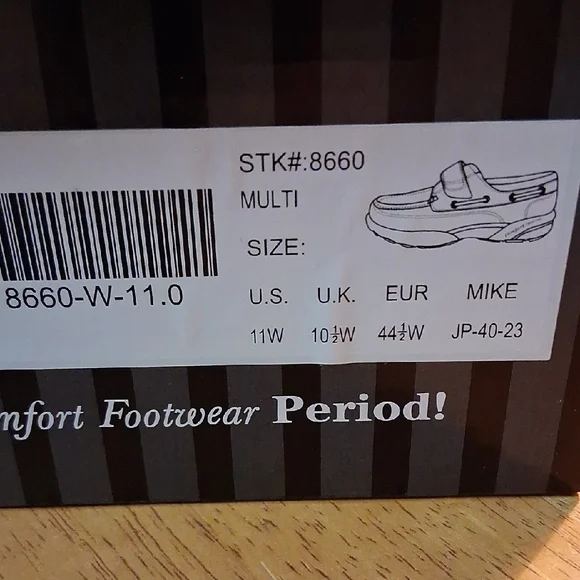 STK#:8660
MULTI
SIZE:
8660-W-11.0
U.S. U.K. EUR MIKE
11W 10½W 44½W JP-40-23
mfort Footwear Period!